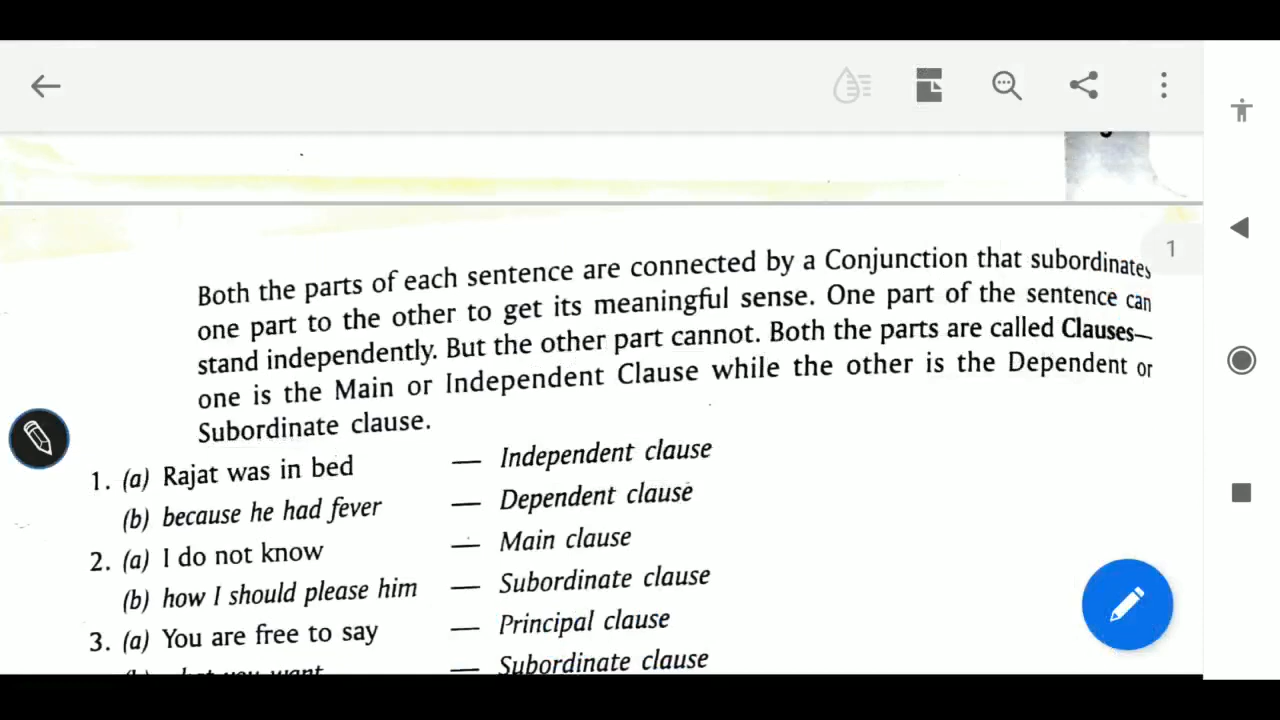 1
Both the parts of each sentence are connected by a Conjunction that subordinates
one part to the other to get its meaningful sense. One part of the sentence can
stand independently. But the other part cannot. Both the parts are called Clauses—
one is the Main or Independent Clause while the other is the Dependent or
Subordinate clause.
1. (a) Rajat was in bed — Independent clause
(b) because he had fever — Dependent clause
2. (a) I do not know — Main clause
(b) how I should please him — Subordinate clause
3. (a) You are free to say — Principal clause
you want — Subordinate clause